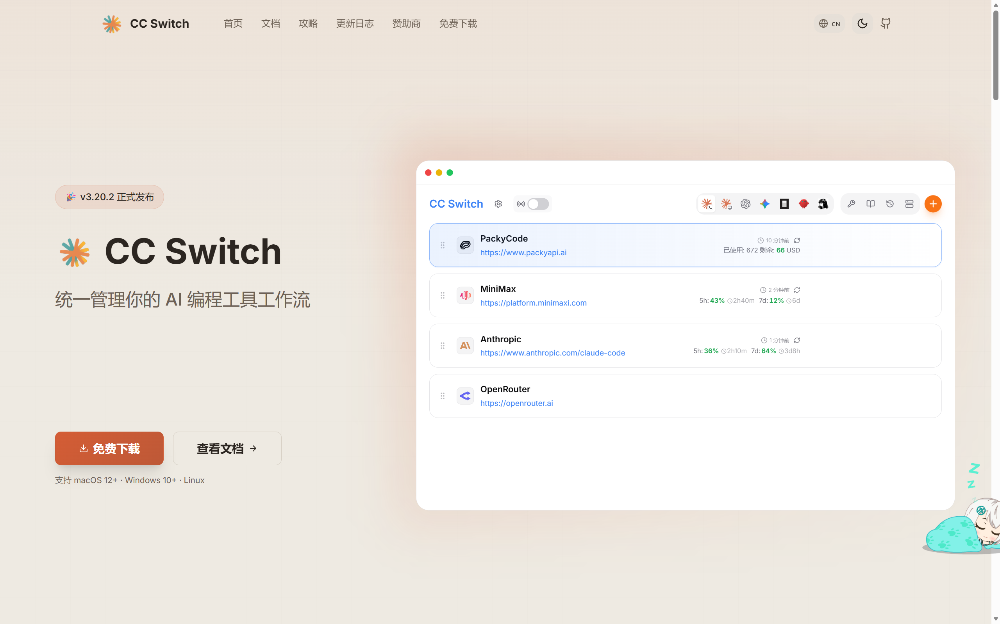 CC Switch
首页 文档 攻略 更新日志 赞助商 免费下载
CN
v3.20.2 正式发布
CC Switch
统一管理你的 AI 编程工具工作流
免费下载
查看文档
支持 macOS 12+ · Windows 10+ · Linux
CC Switch
PackyCode
https://www.packyapi.ai
10 分钟前
已使用: 672 剩余: 66 USD
MiniMax
https://platform.minimaxi.com
2 分钟前
5h: 43% 2h40m 7d: 12% 6d
Anthropic
https://www.anthropic.com/claude-code
1 分钟前
5h: 36% 2h10m 7d: 64% 3d8h
OpenRouter
https://openrouter.ai
Z
Z
Z